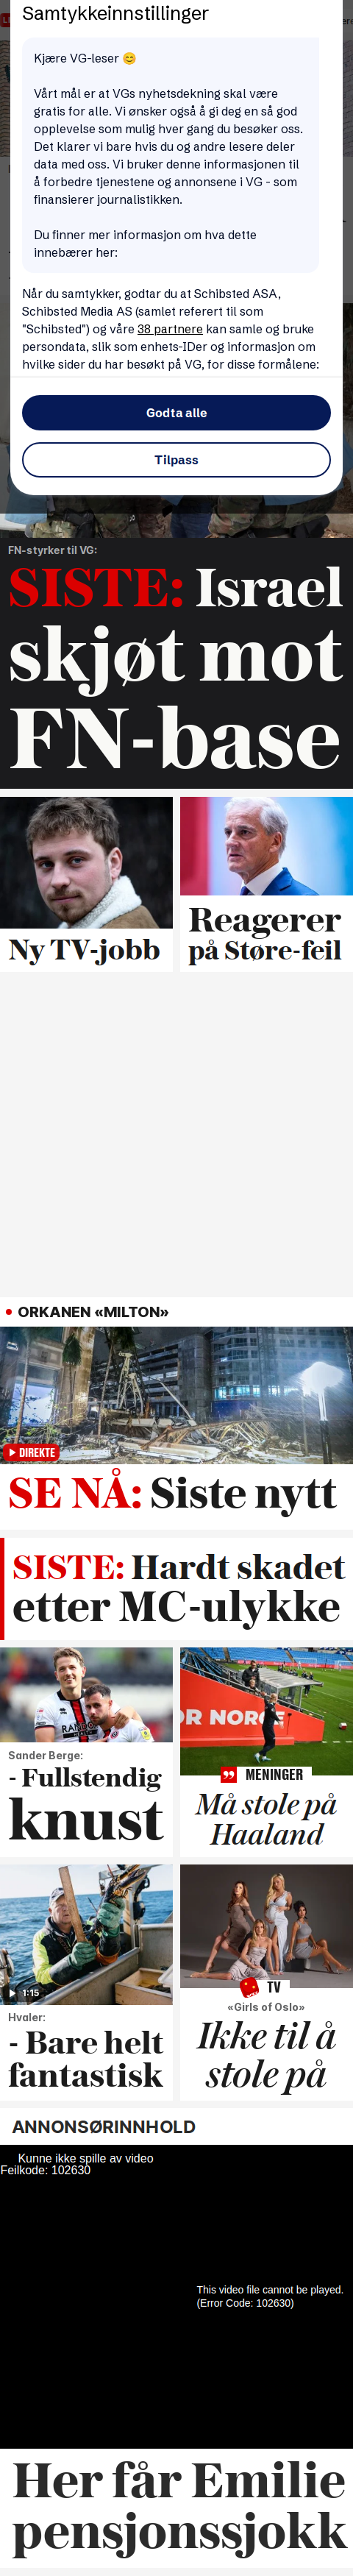 Samtykkeinnstillinger
Kjære VG-leser 😊
Vårt mål er at VGs nyhetsdekning skal være
gratis for alle. Vi ønsker også å gi deg en så god
opplevelse som mulig hver gang du besøker oss.
Det klarer vi bare hvis du og andre lesere deler
data med oss. Vi bruker denne informasjonen til
å forbedre tjenestene og annonsene i VG - som
finansierer journalistikken.
Du finner mer informasjon om hva dette
innebærer her:
Når du samtykker, godtar du at Schibsted ASA,
Schibsted Media AS (samlet referert til som
"Schibsted") og våre 38 partnere kan samle og bruke
persondata, slik som enhets-IDer og informasjon om
hvilke sider du har besøkt på VG, for disse formålene:
Godta alle
Tilpass
FN-styrker til VG:
SISTE: Israel
skjøt mot
FN-base
Ny TV-jobb
Reagerer
på Støre-feil
ORKANEN «MILTON»
DIREKTE
SE NÅ: Siste nytt
SISTE: Hardt skadet
etter MC-ulykke
Sander Berge:
- Fullstendig
knust
OR NORGE
MENINGER
Må stole på
Haaland
1:15
Hvaler:
- Bare helt
fantastisk
TV
«Girls of Oslo»
Ikke til å
stole på
ANNONSØRINNHOLD
Kunne ikke spille av video
Feilkode: 102630
This video file cannot be played.
(Error Code: 102630)
Her får Emilie
pensjonssjokk